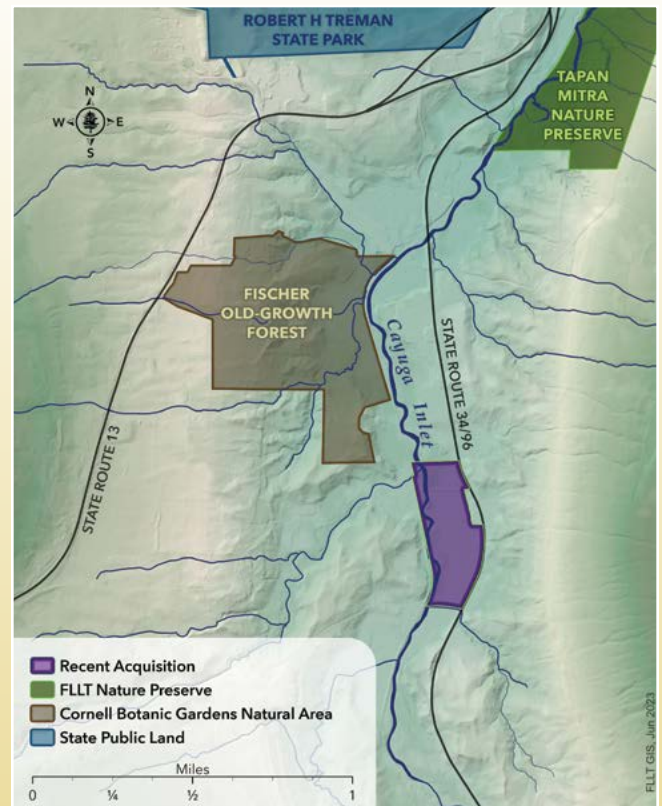 ROBERT H TREMAN
STATE PARK
TAPAN
MITRA
NATURE
PRESERVE
N
W
E
S
FISCHER
OLD-GROWTH
FOREST
Cayuga Inlet
STATE ROUTE 34/96
STATE ROUTE 13
Recent Acquisition
FLLT Nature Preserve
Cornell Botanic Gardens Natural Area
State Public Land
Miles
0 ¼ ½ 1
FLLT GIS, Jun 2023